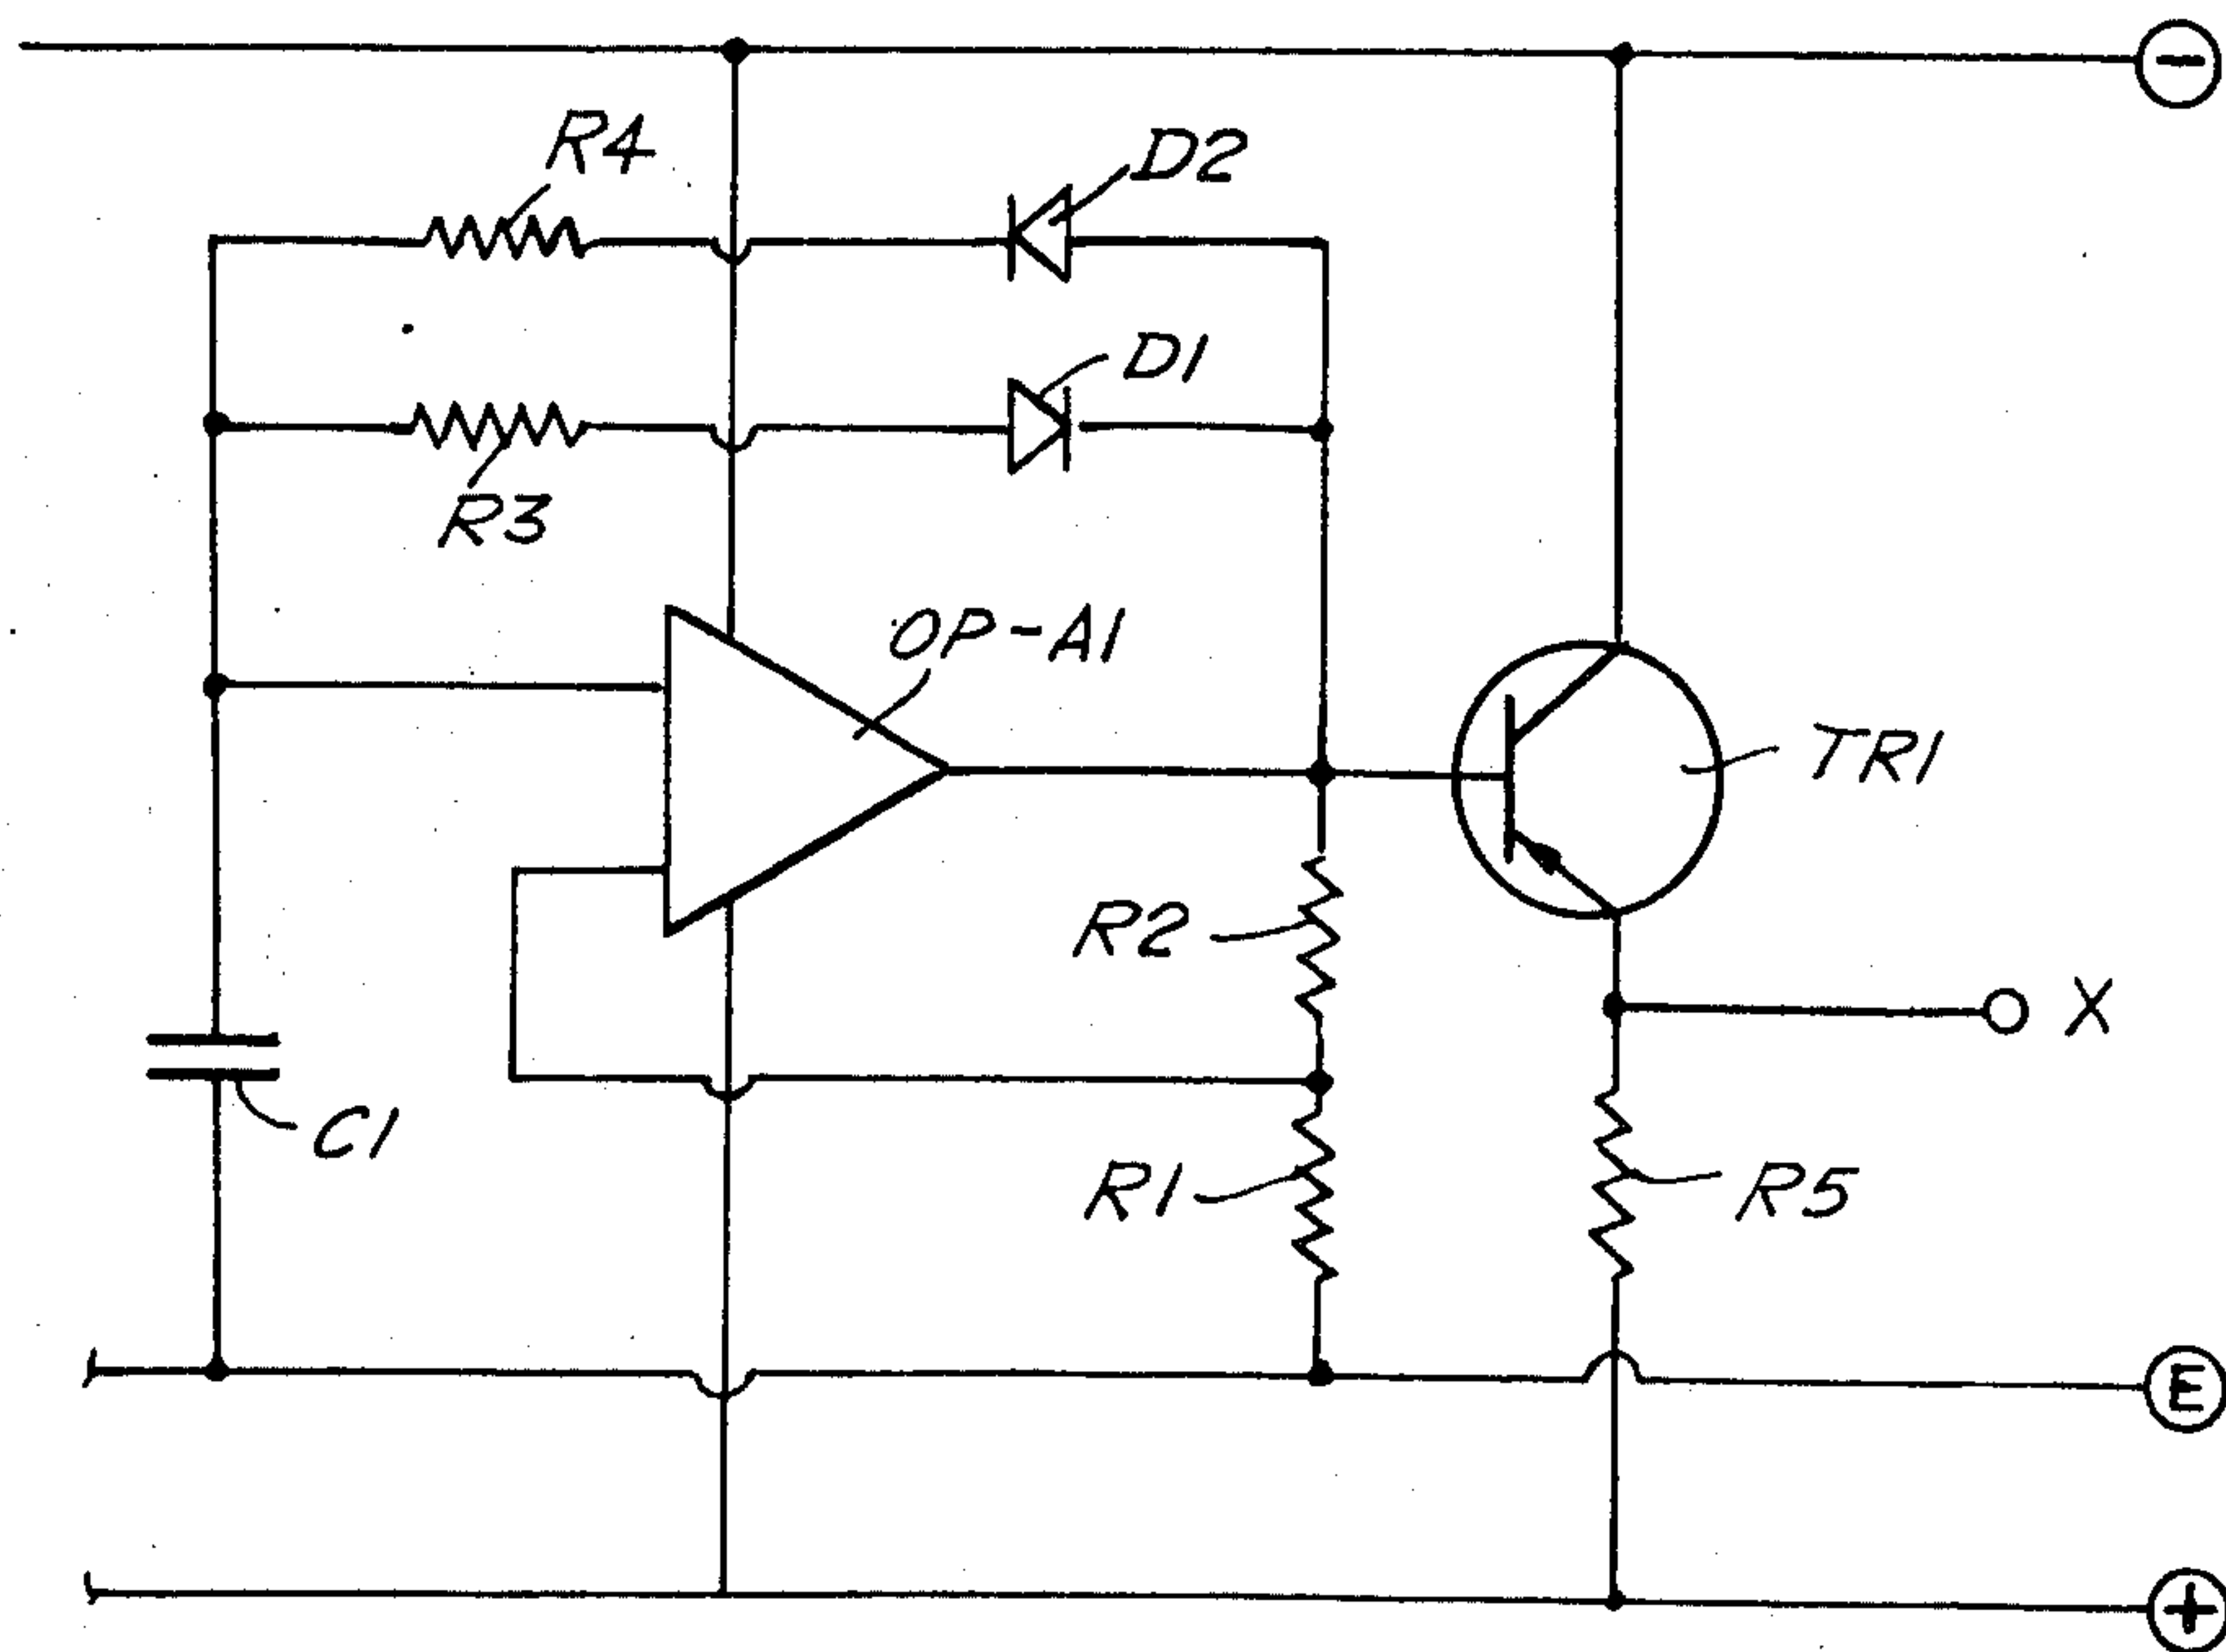 −
R4
D2
D1
R3
OP-A1
TR1
R2
X
C1
R1
R5
E
+